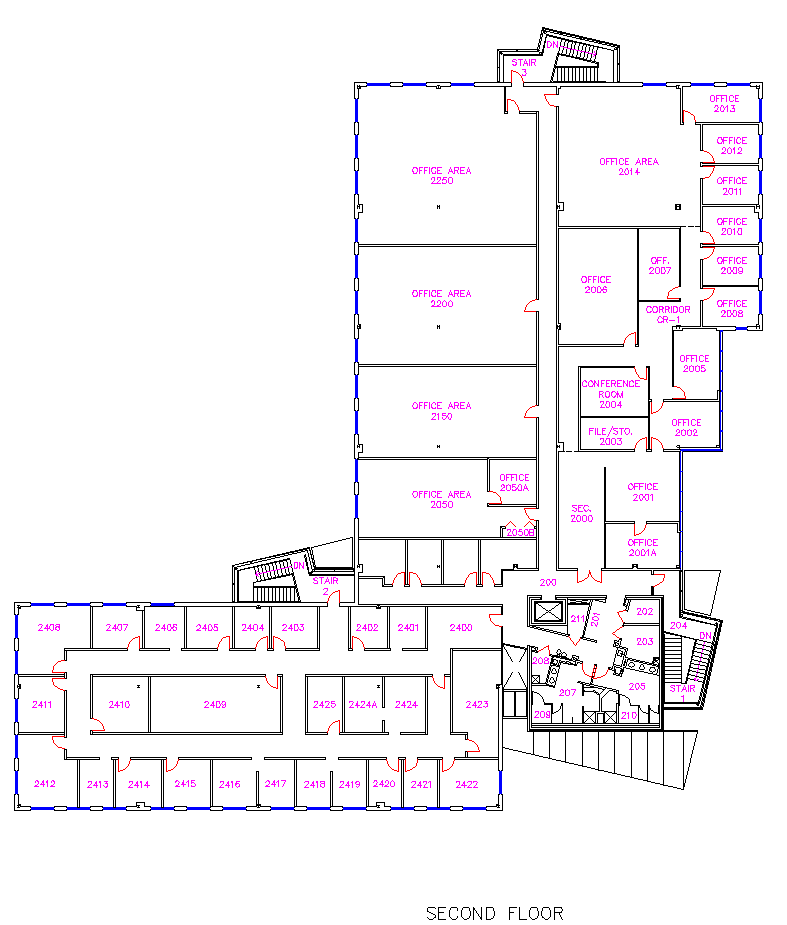 DN
STAIR
3
OFFICE
2013
OFFICE
2012
OFFICE AREA
2250
OFFICE AREA
2014
OFFICE
2011
OFFICE
2010
OFFICE
2009
OFF.
2007
OFFICE
2006
OFFICE AREA
2200
OFFICE
2008
CORRIDOR
CR-1
OFFICE
2005
CONFERENCE
ROOM
2004
OFFICE AREA
2150
OFFICE
2002
FILE/STO.
2003
OFFICE
2050A
OFFICE AREA
2050
OFFICE
2001
SEC.
2000
2050B
OFFICE
2001A
DN
STAIR
2
200
202
211
201
204
203
DN
2408
2407
2406
2405
2404
2403
2402
2401
2400
208
205
STAIR
1
207
209
210
2411
2410
2409
2425
2424A
2424
2423
2412
2413
2414
2415
2416
2417
2418
2419
2420
2421
2422
SECOND FLOOR